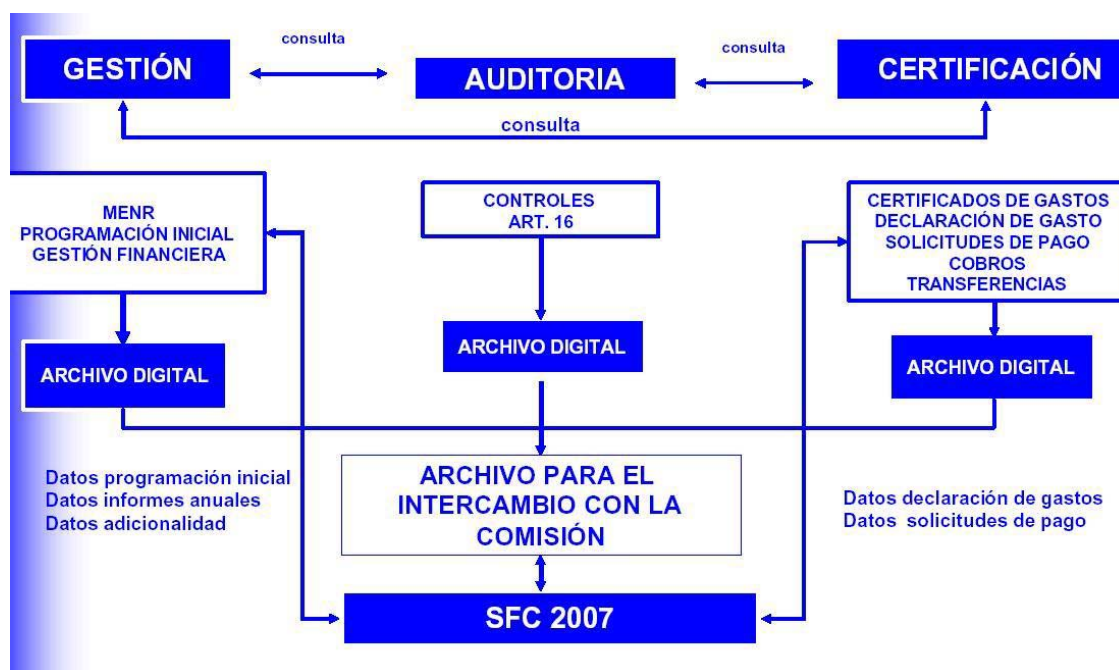 consulta
consulta
GESTIÓN
AUDITORIA
CERTIFICACIÓN
consulta
MENR
PROGRAMACIÓN INICIAL
GESTIÓN FINANCIERA
CONTROLES
ART. 16
CERTIFICADOS DE GASTOS
DECLARACIÓN DE GASTO
SOLICITUDES DE PAGO
COBROS
TRANSFERENCIAS
ARCHIVO DIGITAL
ARCHIVO DIGITAL
ARCHIVO DIGITAL
Datos programación inicial
Datos informes anuales
Datos adicionalidad
ARCHIVO PARA EL
INTERCAMBIO CON LA
COMISIÓN
Datos declaración de gastos
Datos solicitudes de pago
SFC 2007